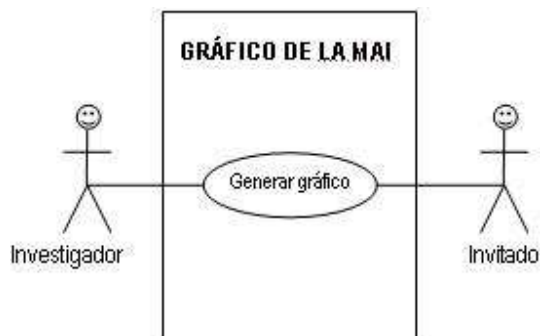 GRÁFICO DE LA MAI
Generar gráfico
Investigador
Invitado